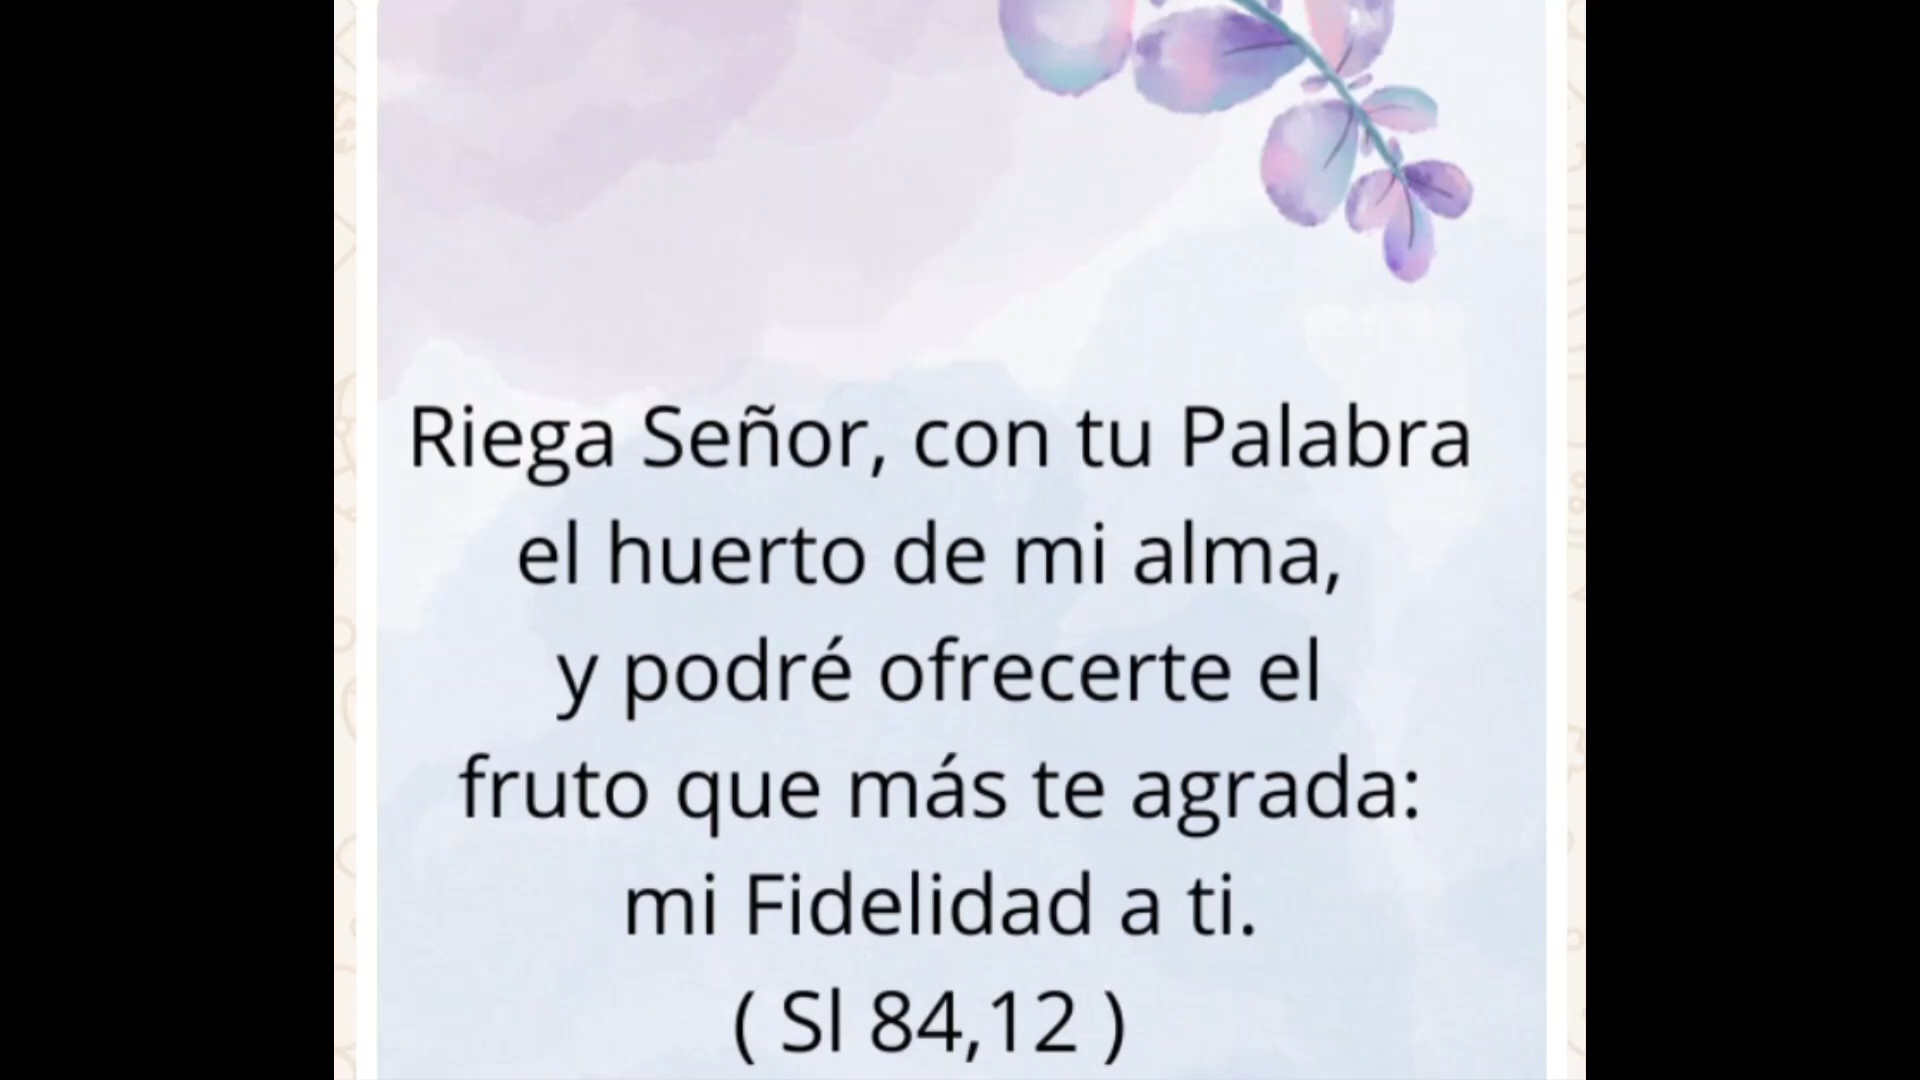 Riega Señor, con tu Palabra
el huerto de mi alma,
y podré ofrecerte el
fruto que más te agrada:
mi Fidelidad a ti.
( Sl 84,12 )